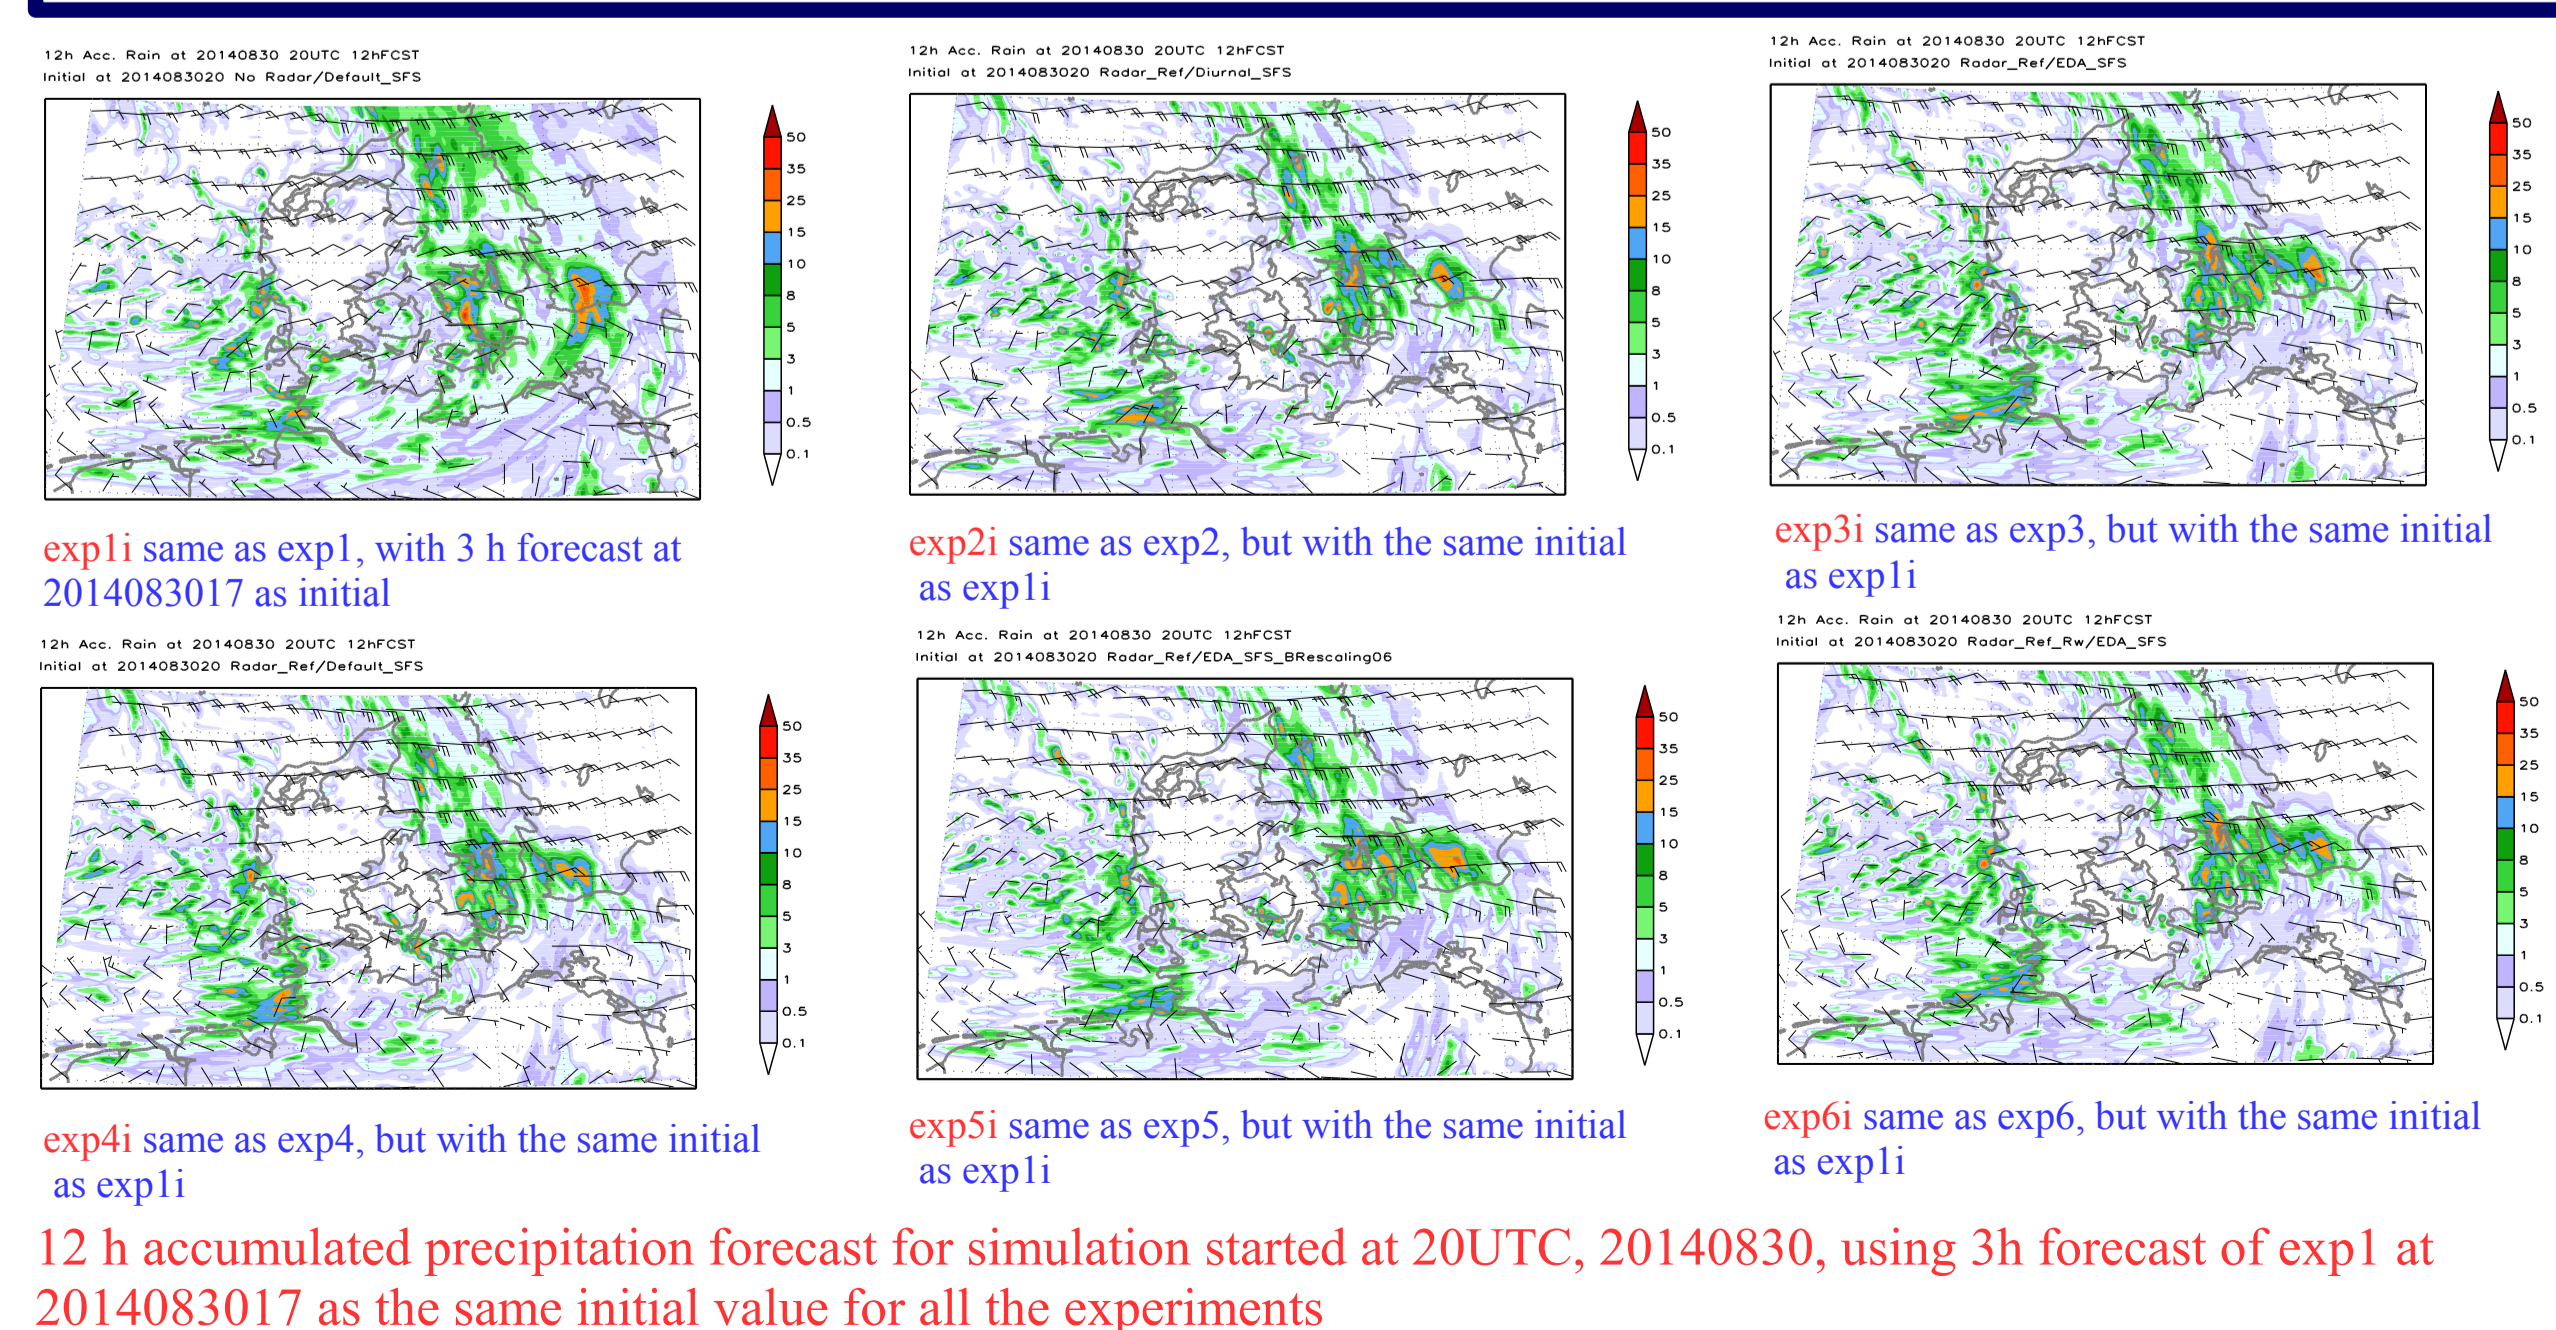 12h Acc. Rain at 20140830 20UTC 12hFCST
Initial at 2014083020 No Radar/Default_SFS
50
35
25
15
10
8
5
3
1
0.5
0.1
exp1i same as exp1, with 3 h forecast at
2014083017 as initial
12h Acc. Rain at 20140830 20UTC 12hFCST
Initial at 2014083020 Radar_Ref/Diurnal_SFS
50
35
25
15
10
8
5
3
1
0.5
0.1
exp2i same as exp2, but with the same initial
as exp1i
12h Acc. Rain at 20140830 20UTC 12hFCST
Initial at 2014083020 Radar_Ref/EDA_SFS
50
35
25
15
10
8
5
3
1
0.5
0.1
exp3i same as exp3, but with the same initial
as exp1i
12h Acc. Rain at 20140830 20UTC 12hFCST
Initial at 2014083020 Radar_Ref/Default_SFS
50
35
25
15
10
8
5
3
1
0.5
0.1
exp4i same as exp4, but with the same initial
as exp1i
12h Acc. Rain at 20140830 20UTC 12hFCST
Initial at 2014083020 Radar_Ref/EDA_SFS_BRescaling06
50
35
25
15
10
8
5
3
1
0.5
0.1
exp5i same as exp5, but with the same initial
as exp1i
12h Acc. Rain at 20140830 20UTC 12hFCST
Initial at 2014083020 Radar_Ref_Rw/EDA_SFS
50
35
25
15
10
8
5
3
1
0.5
0.1
exp6i same as exp6, but with the same initial
as exp1i
12 h accumulated precipitation forecast for simulation started at 20UTC, 20140830, using 3h forecast of exp1 at
2014083017 as the same initial value for all the experiments